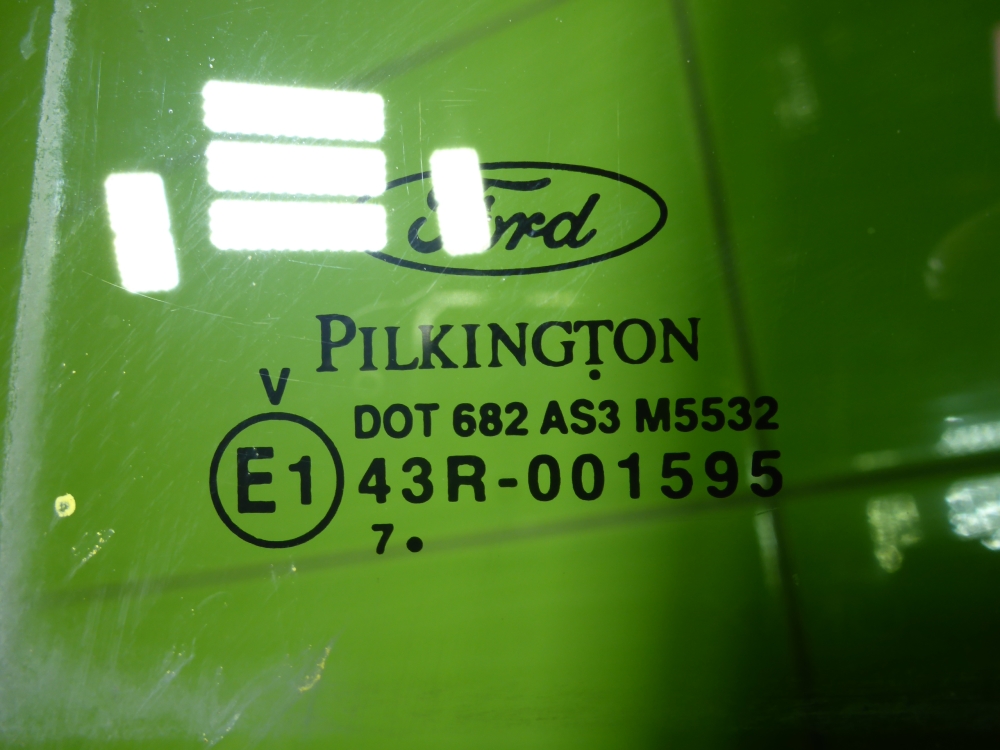 Ford
PILKINGTON
V
DOT 682 AS3 M5532
E1 43R-001595
7.